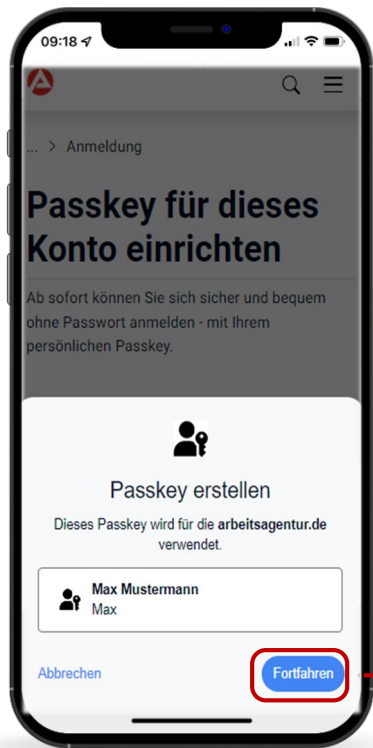 09:18
... > Anmeldung
Passkey für dieses
Konto einrichten
Ab sofort können Sie sich sicher und bequem
ohne Passwort anmelden - mit Ihrem
persönlichen Passkey.
Passkey erstellen
Dieses Passkey wird für die arbeitsagentur.de
verwendet.
Max Mustermann
Max
Abbrechen
Fortfahren